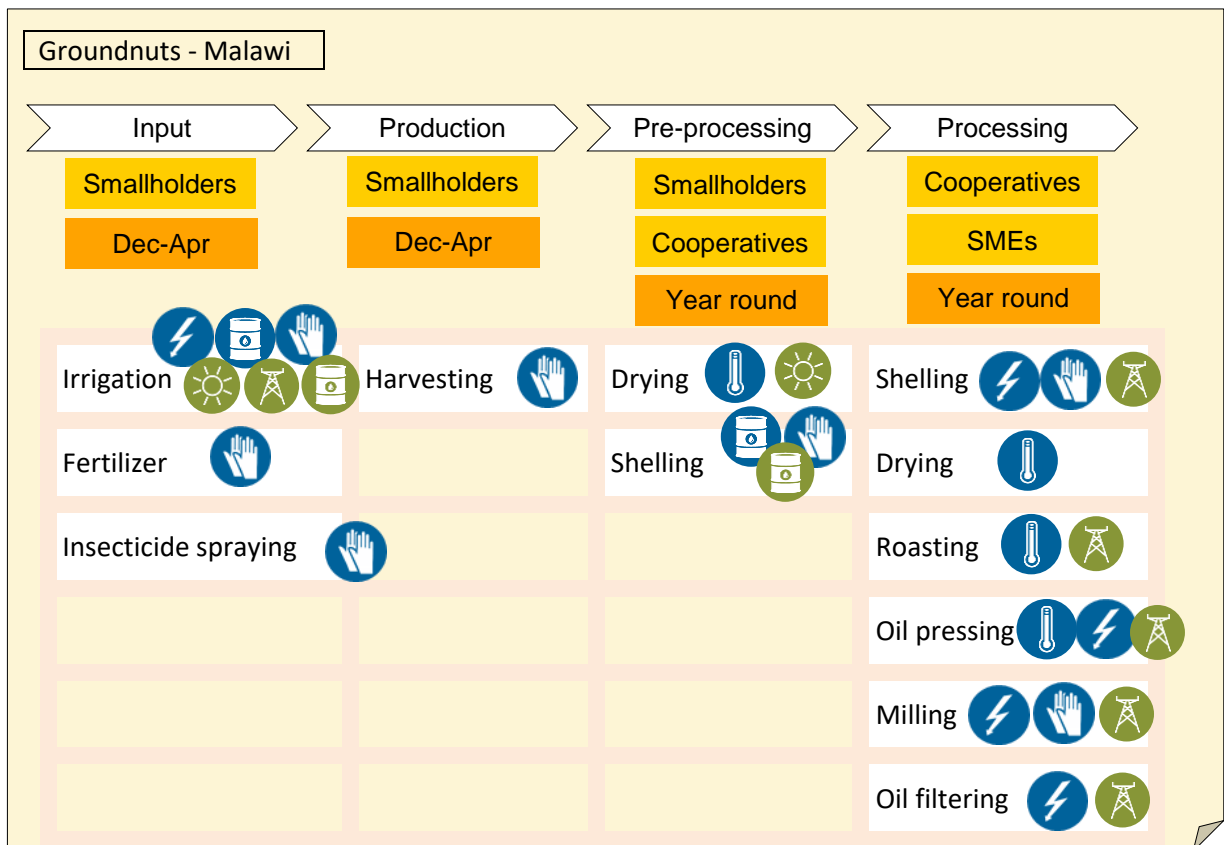 Groundnuts - Malawi
Input
Production
Pre-processing
Processing
Smallholders
Smallholders
Smallholders
Cooperatives
Dec-Apr
Dec-Apr
Cooperatives
SMEs
Year round
Year round
Irrigation
Harvesting
Drying
Shelling
Fertilizer
Shelling
Drying
Insecticide spraying
Roasting
Oil pressing
Milling
Oil filtering